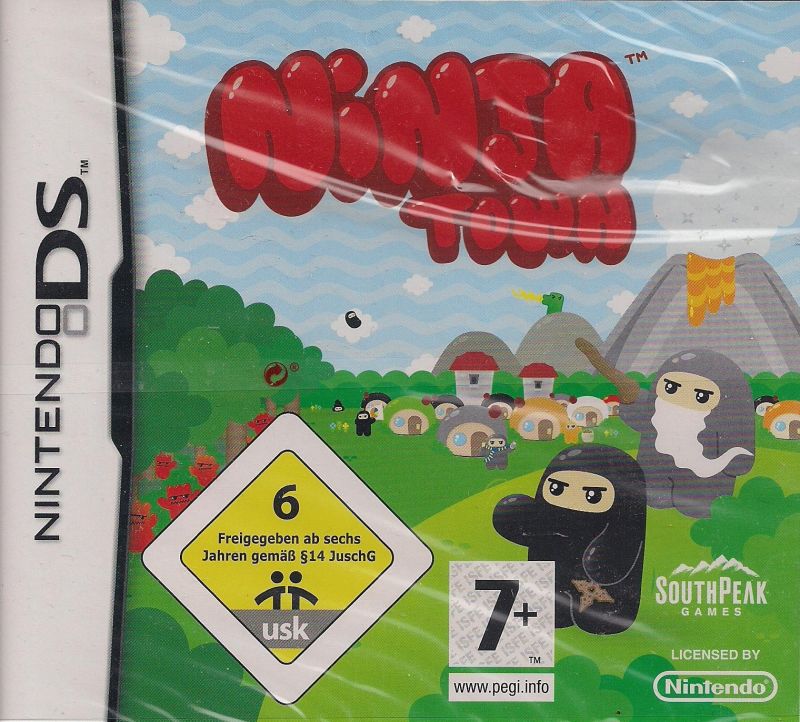 NINTENDO DS™
NINJA™
TOWN
®
6
Freigegeben ab sechs
Jahren gemäß §14 JuschG
usk
7+
™
www.pegi.info
SOUTHPEAK
GAMES
LICENSED BY
Nintendo